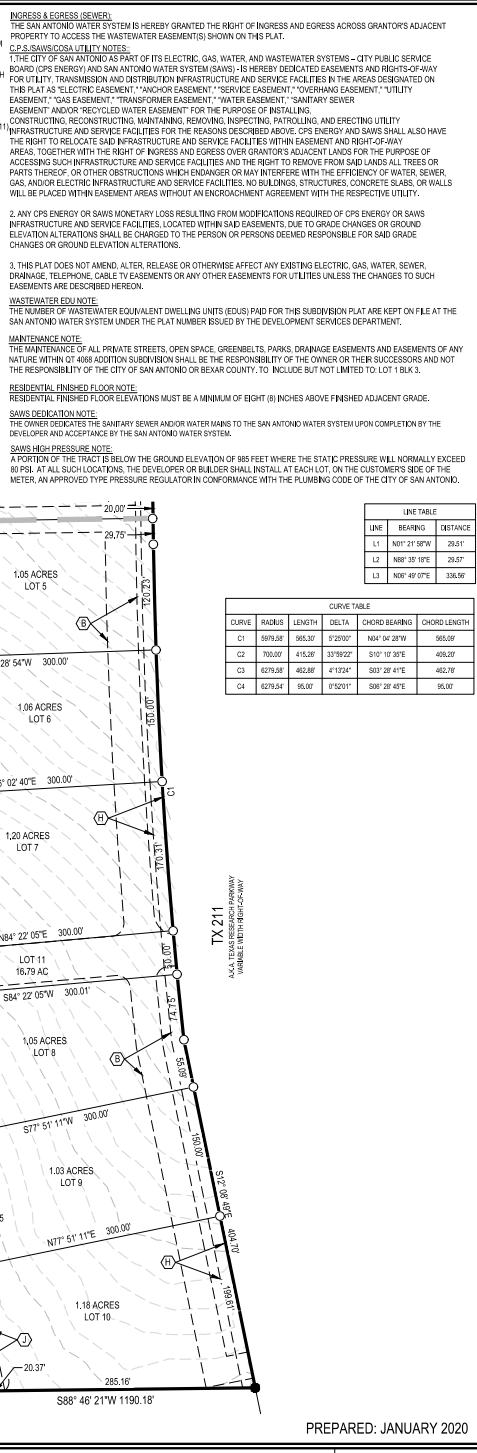 INGRESS & EGRESS (SEWER):
THE SAN ANTONIO WATER SYSTEM IS HEREBY GRANTED THE RIGHT OF INGRESS AND EGRESS ACROSS GRANTOR'S ADJACENT
PROPERTY TO ACCESS THE WASTEWATER EASEMENT(S) SHOWN ON THIS PLAT.
C.P.S./SAWS/COSA UTILITY NOTES::
1.THE CITY OF SAN ANTONIO AS PART OF ITS ELECTRIC, GAS, WATER, AND WASTEWATER SYSTEMS – CITY PUBLIC SERVICE
BOARD (CPS ENERGY) AND SAN ANTONIO WATER SYSTEM (SAWS) - IS HEREBY DEDICATED EASEMENTS AND RIGHTS-OF-WAY
FOR UTILITY, TRANSMISSION AND DISTRIBUTION INFRASTRUCTURE AND SERVICE FACILITIES IN THE AREAS DESIGNATED ON
THIS PLAT AS "ELECTRIC EASEMENT," "ANCHOR EASEMENT," "SERVICE EASEMENT," "OVERHANG EASEMENT," "UTILITY
EASEMENT," "GAS EASEMENT," "TRANSFORMER EASEMENT," "WATER EASEMENT," "SANITARY SEWER
EASEMENT" AND/OR "RECYCLED WATER EASEMENT" FOR THE PURPOSE OF INSTALLING,
CONSTRUCTING, RECONSTRUCTING, MAINTAINING, REMOVING, INSPECTING, PATROLLING, AND ERECTING UTILITY
INFRASTRUCTURE AND SERVICE FACILITIES FOR THE REASONS DESCRIBED ABOVE. CPS ENERGY AND SAWS SHALL ALSO HAVE
THE RIGHT TO RELOCATE SAID INFRASTRUCTURE AND SERVICE FACILITIES WITHIN EASEMENT AND RIGHT-OF-WAY
AREAS, TOGETHER WITH THE RIGHT OF INGRESS AND EGRESS OVER GRANTOR'S ADJACENT LANDS FOR THE PURPOSE OF
ACCESSING SUCH INFRASTRUCTURE AND SERVICE FACILITIES AND THE RIGHT TO REMOVE FROM SAID LANDS ALL TREES OR
PARTS THEREOF, OR OTHER OBSTRUCTIONS WHICH ENDANGER OR MAY INTERFERE WITH THE EFFICIENCY OF WATER, SEWER,
GAS, AND/OR ELECTRIC INFRASTRUCTURE AND SERVICE FACILITIES. NO BUILDINGS, STRUCTURES, CONCRETE SLABS, OR WALLS
WILL BE PLACED WITHIN EASEMENT AREAS WITHOUT AN ENCROACHMENT AGREEMENT WITH THE RESPECTIVE UTILITY.
2. ANY CPS ENERGY OR SAWS MONETARY LOSS RESULTING FROM MODIFICATIONS REQUIRED OF CPS ENERGY OR SAWS
INFRASTRUCTURE AND SERVICE FACILITIES, LOCATED WITHIN SAID EASEMENTS, DUE TO GRADE CHANGES OR GROUND
ELEVATION ALTERATIONS SHALL BE CHARGED TO THE PERSON OR PERSONS DEEMED RESPONSIBLE FOR SAID GRADE
CHANGES OR GROUND ELEVATION ALTERATIONS.
3. THIS PLAT DOES NOT AMEND, ALTER, RELEASE OR OTHERWISE AFFECT ANY EXISTING ELECTRIC, GAS, WATER, SEWER,
DRAINAGE, TELEPHONE, CABLE TV EASEMENTS OR ANY OTHER EASEMENTS FOR UTILITIES UNLESS THE CHANGES TO SUCH
EASEMENTS ARE DESCRIBED HEREON.
WASTEWATER EDU NOTE:
THE NUMBER OF WASTEWATER EQUIVALENT DWELLING UNITS (EDUS) PAID FOR THIS SUBDIVISION PLAT ARE KEPT ON FILE AT THE
SAN ANTONIO WATER SYSTEM UNDER THE PLAT NUMBER ISSUED BY THE DEVELOPMENT SERVICES DEPARTMENT.
MAINTENANCE NOTE:
THE MAINTENANCE OF ALL PRIVATE STREETS, OPEN SPACE, GREENBELTS, PARKS, DRAINAGE EASEMENTS AND EASEMENTS OF ANY
NATURE WITHIN QT 4068 ADDITION SUBDIVISION SHALL BE THE RESPONSIBILITY OF THE OWNER OR THEIR SUCCESSORS AND NOT
THE RESPONSIBILITY OF THE CITY OF SAN ANTONIO OR BEXAR COUNTY. TO INCLUDE BUT NOT LIMITED TO: LOT 1 BLK 3.
RESIDENTIAL FINISHED FLOOR NOTE:
RESIDENTIAL FINISHED FLOOR ELEVATIONS MUST BE A MINIMUM OF EIGHT (8) INCHES ABOVE FINISHED ADJACENT GRADE.
SAWS DEDICATION NOTE:
THE OWNER DEDICATES THE SANITARY SEWER AND/OR WATER MAINS TO THE SAN ANTONIO WATER SYSTEM UPON COMPLETION BY THE
DEVELOPER AND ACCEPTANCE BY THE SAN ANTONIO WATER SYSTEM.
SAWS HIGH PRESSURE NOTE:
A PORTION OF THE TRACT IS BELOW THE GROUND ELEVATION OF 985 FEET WHERE THE STATIC PRESSURE WILL NORMALLY EXCEED
80 PSI. AT ALL SUCH LOCATIONS, THE DEVELOPER OR BUILDER SHALL INSTALL AT EACH LOT, ON THE CUSTOMER'S SIDE OF THE
METER, AN APPROVED TYPE PRESSURE REGULATOR IN CONFORMANCE WITH THE PLUMBING CODE OF THE CITY OF SAN ANTONIO.
LINE TABLE
LINE BEARING DISTANCE
L1 N01° 21' 58"W 29.51'
L2 N88° 35' 18"E 29.57'
L3 N06° 49' 07"E 336.56'
CURVE TABLE
CURVE RADIUS LENGTH DELTA CHORD BEARING CHORD LENGTH
C1 5979.58' 565.30' 5°25'00" N04° 04' 28"W 565.09'
C2 700.00' 415.26' 33°59'22" S10° 10' 35"E 409.20'
C3 6279.58' 462.88' 4°13'24" S03° 28' 41"E 462.78'
C4 6279.54' 95.00' 0°52'01" S06° 28' 45"E 95.00'
20.00'
29.75'
1.05 ACRES
LOT 5
120.23'
B
28' 54"W 300.00'
1.06 ACRES
LOT 6
150.00'
02' 40"E 300.00'
C1
H
1.20 ACRES
LOT 7
170.31'
TX 211
A.K.A. TEXAS RESEARCH PARKWAY
VARIABLE WIDTH RIGHT-OF-WAY
N84° 22' 05"E 300.00'
LOT 11
16.79 AC
50.00'
S84° 22' 05"W 300.01'
74.75'
1.05 ACRES
LOT 8
B
55.09'
S77° 51' 11"W 300.00'
150.00'
1.03 ACRES
LOT 9
S12° 08' 49"E 404.70'
N77° 51' 11"E 300.00'
H
1.18 ACRES
LOT 10
199.61'
J
20.37'
285.16'
S88° 46' 21"W 1190.18'
PREPARED: JANUARY 2020